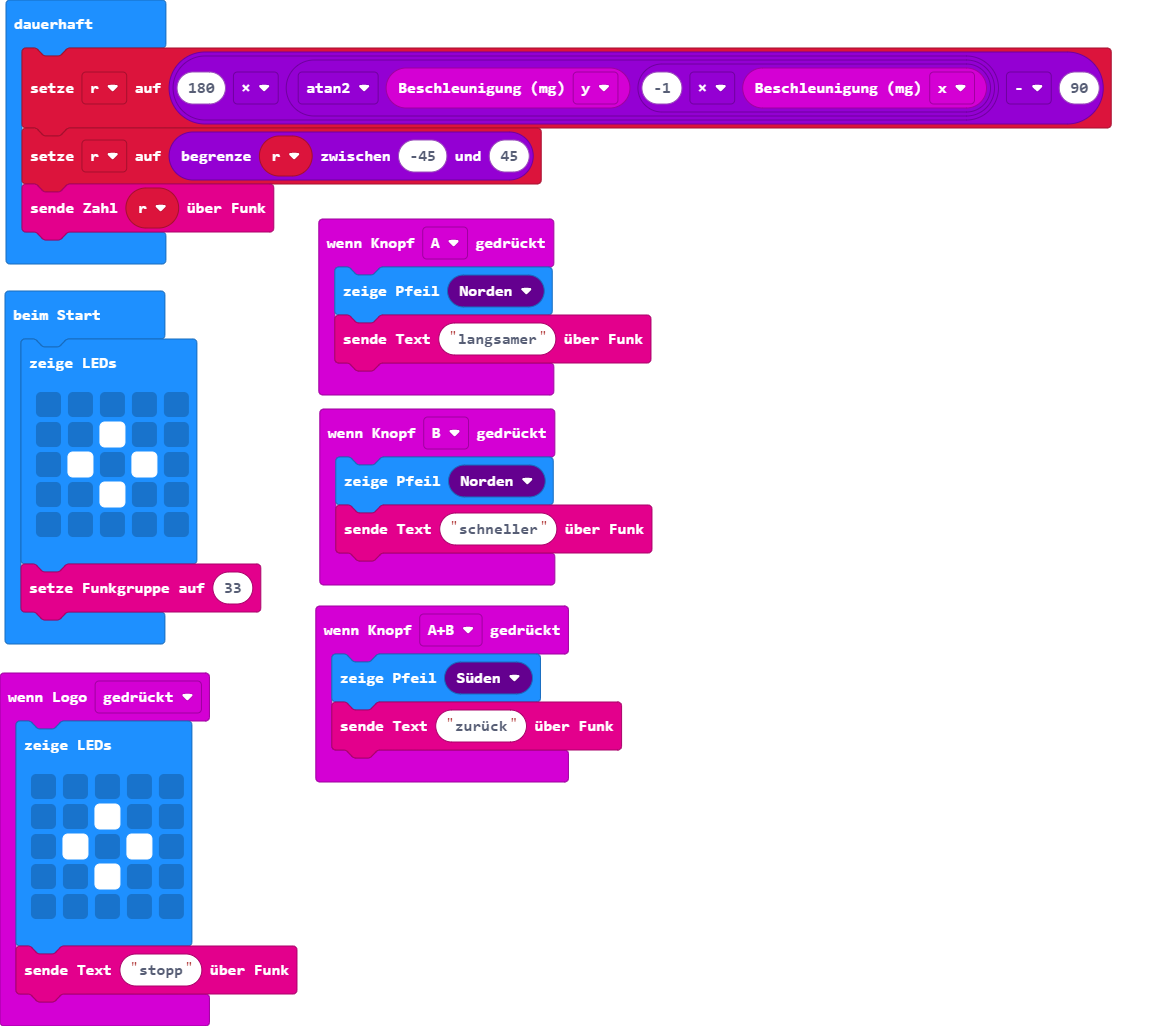 dauerhaft
setze r auf 180 × atan2 Beschleunigung (mg) y -1 × Beschleunigung (mg) x - 90
setze r auf begrenze r zwischen -45 und 45
sende Zahl r über Funk
beim Start
zeige LEDs
setze Funkgruppe auf 33
wenn Logo gedrückt
zeige LEDs
sende Text "stopp" über Funk
wenn Knopf A gedrückt
zeige Pfeil Norden
sende Text "langsamer" über Funk
wenn Knopf B gedrückt
zeige Pfeil Norden
sende Text "schneller" über Funk
wenn Knopf A+B gedrückt
zeige Pfeil Süden
sende Text "zurück" über Funk